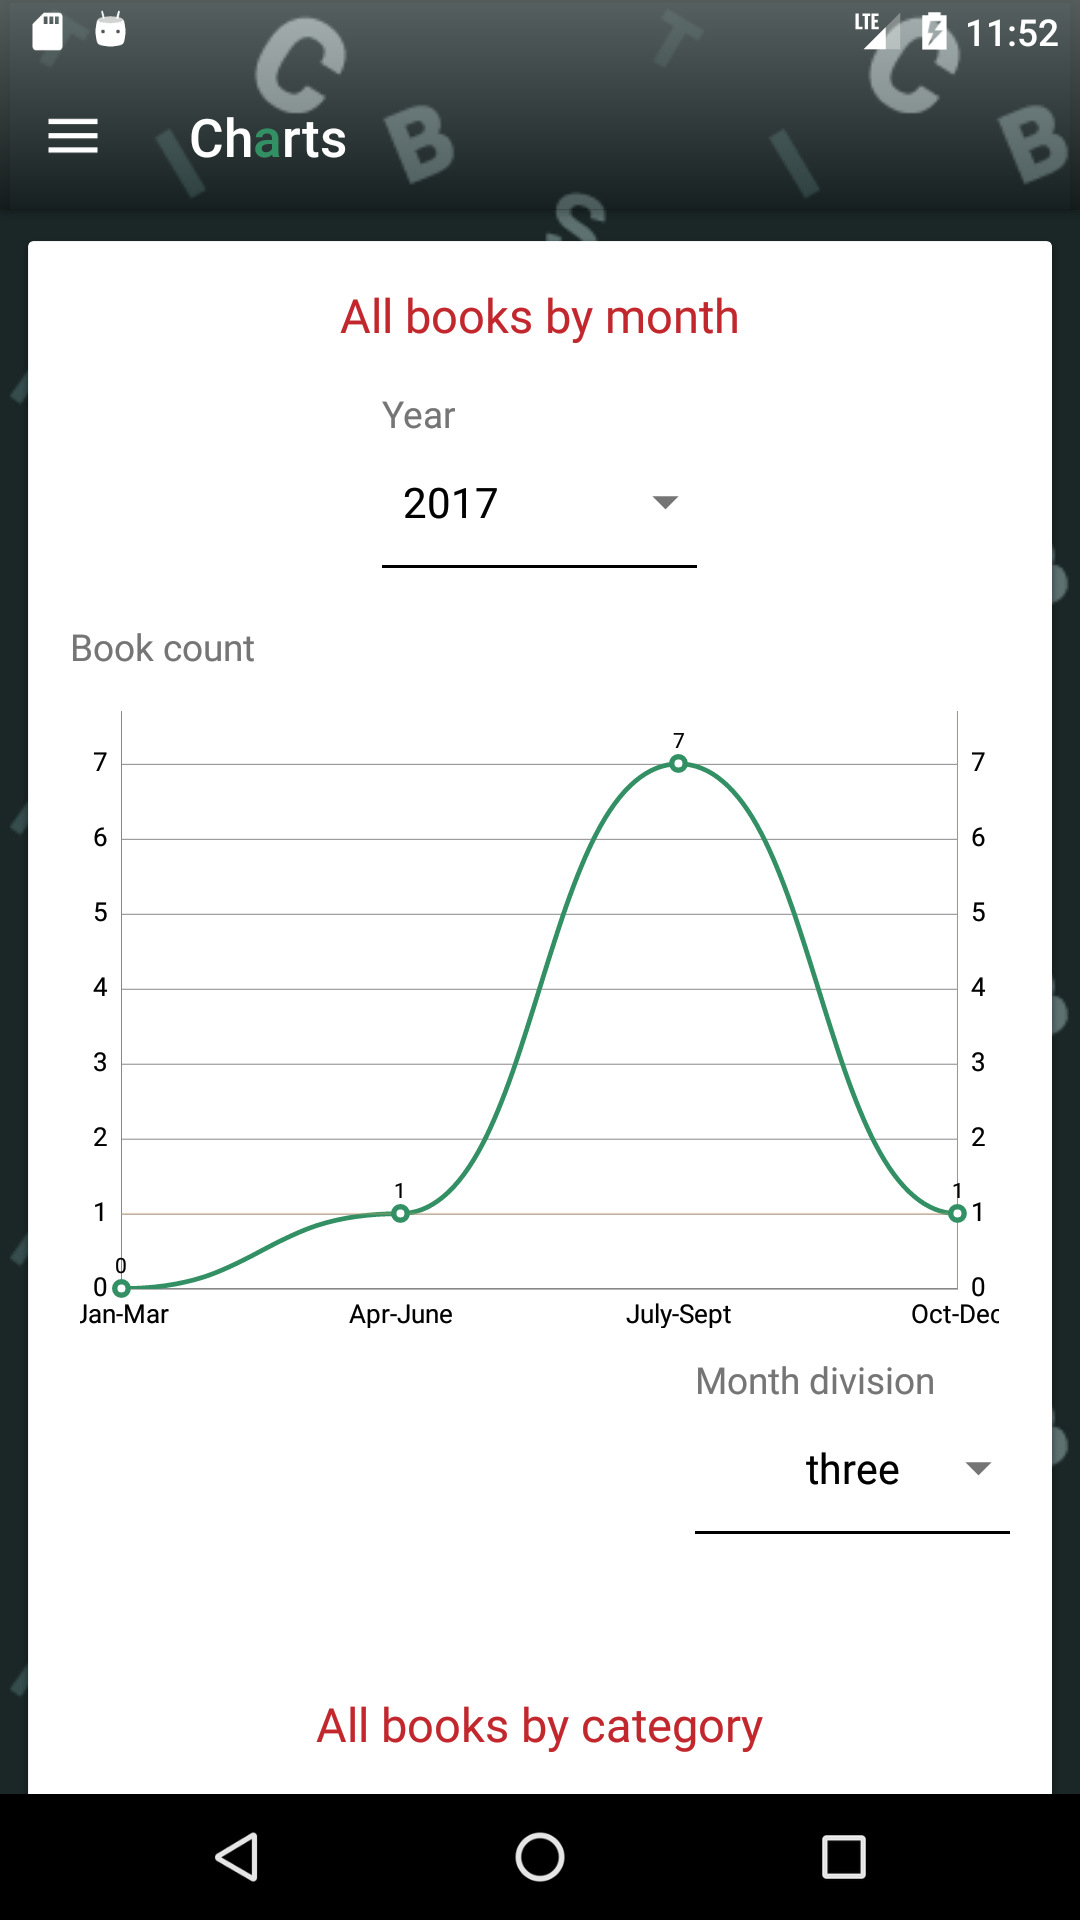 LTE 11:52
Charts
All books by month
Year
2017
Book count
7
7 7
6 6
5 5
4 4
3 3
2 2
1 1
1 1
0
0 0
Jan-Mar Apr-June July-Sept Oct-Dec
Month division
three
All books by category